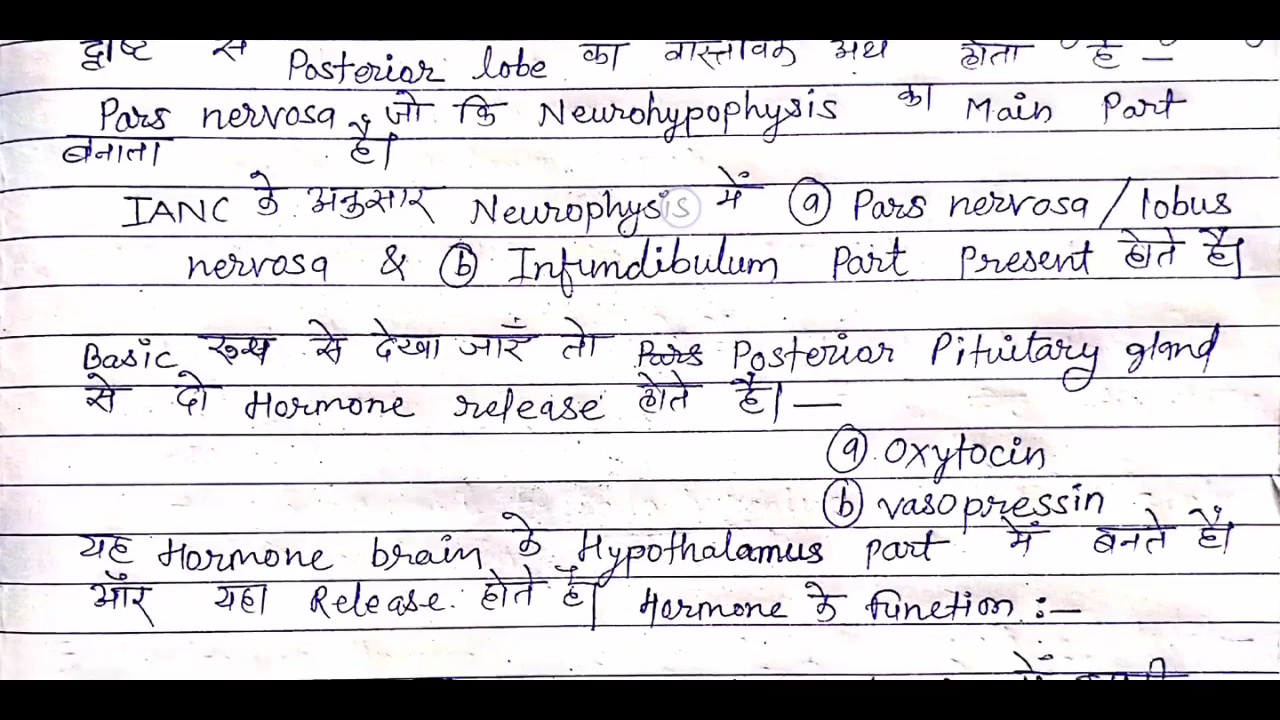 दृष्टि से Posterior lobe का वास्तविक अर्थ होता है —
Pars nervosa जो कि Neurohypophysis का Main Part
बनाता है।
IANC के अनुसार Neurophysis में ⓐ Pars nervosa / lobus
nervosa & ⓑ Infundibulum Part Present होते हैं।
Basic रूप से देखा जाएँ तो Posterior Pituitary gland
से दो Hormone release होते है। —
ⓐ Oxytocin
ⓑ vasopressin
यह Hormone brain के Hypothalamus part में बनते हैं।
और यहा Release होते हैं। Hormone के function :—